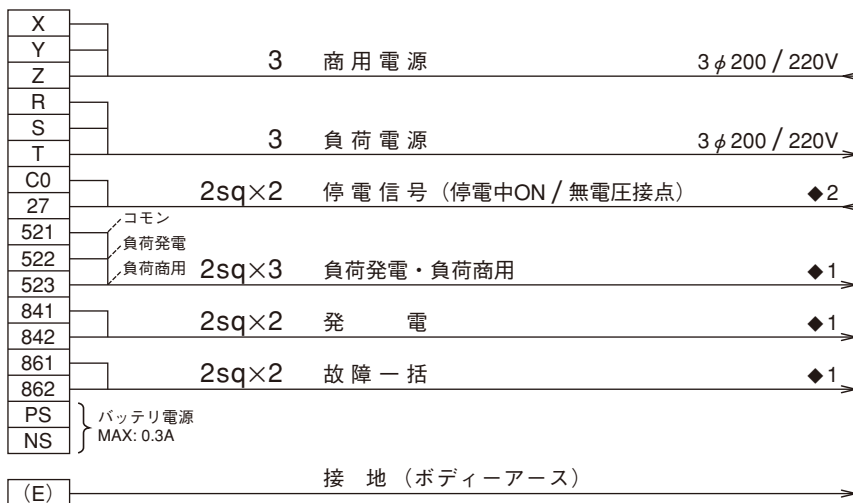 X
Y
Z
3 商用電源 3φ200/220V
R
S
T
3 負荷電源 3φ200/220V
C0
27
2sq×2 停電信号（停電中ON/無電圧接点） ◆2
521
522
523
コモン
負荷発電
負荷商用
2sq×3 負荷発電・負荷商用 ◆1
841
842
2sq×2 発　電 ◆1
861
862
2sq×2 故障一括 ◆1
PS
NS
バッテリ電源
MAX: 0.3A
(E)
接　地（ボディーアース）